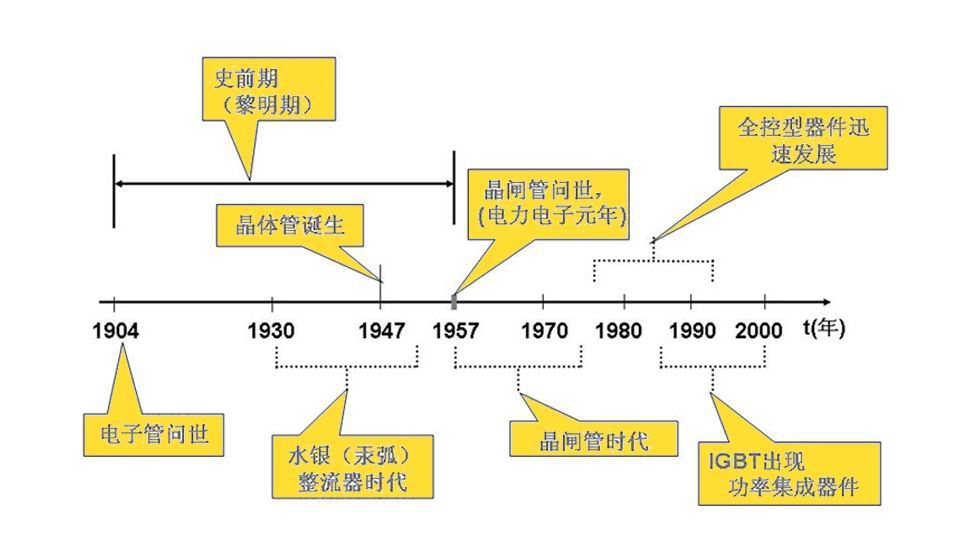 史前期
（黎明期）
全控型器件迅
速发展
晶闸管问世，
(电力电子元年)
晶体管诞生
1904
1930
1947
1957
1970
1980
1990
2000
t(年)
电子管问世
水银（汞弧）
整流器时代
晶闸管时代
IGBT出现
功率集成器件